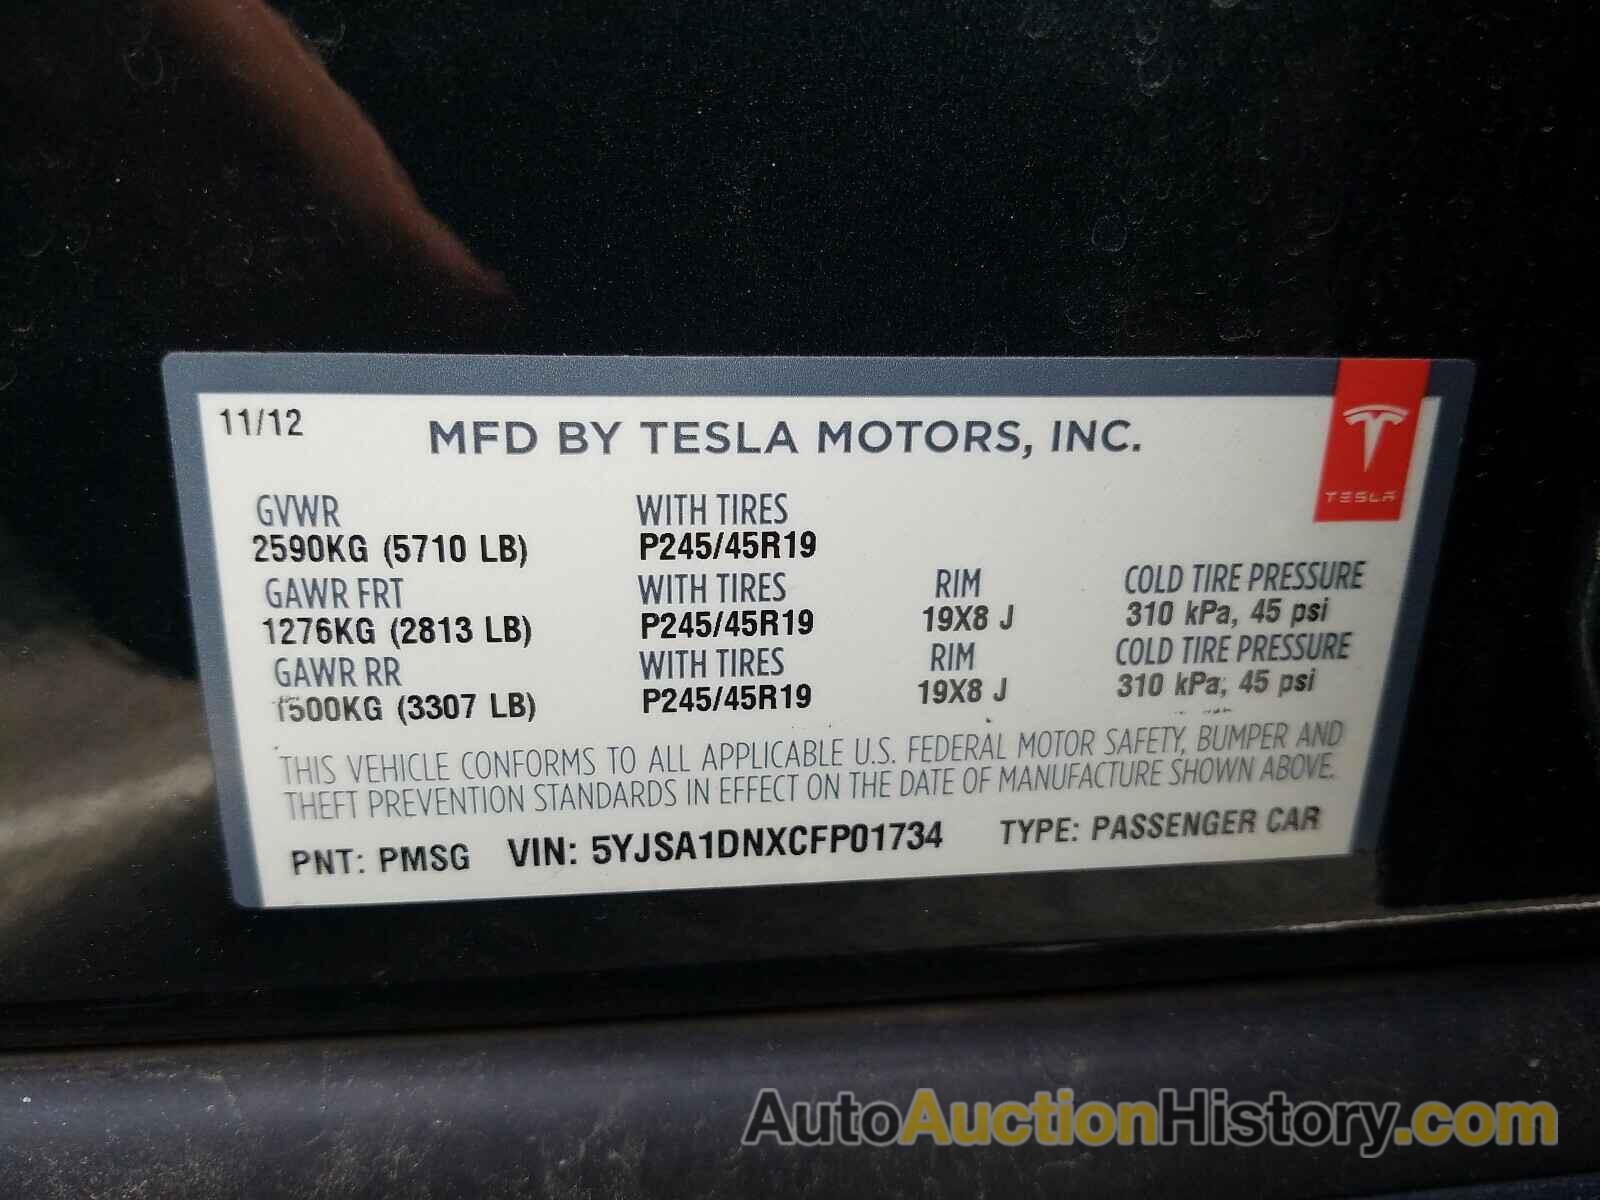 11/12 MFD BY TESLA MOTORS, INC.
TESLA
GVWR WITH TIRES
2590KG (5710 LB) P245/45R19
GAWR FRT WITH TIRES RIM COLD TIRE PRESSURE
1276KG (2813 LB) P245/45R19 19X8 J 310 kPa, 45 psi
GAWR RR WITH TIRES RIM COLD TIRE PRESSURE
1500KG (3307 LB) P245/45R19 19X8 J 310 kPa, 45 psi
THIS VEHICLE CONFORMS TO ALL APPLICABLE U.S. FEDERAL MOTOR SAFETY, BUMPER AND
THEFT PREVENTION STANDARDS IN EFFECT ON THE DATE OF MANUFACTURE SHOWN ABOVE.
PNT: PMSG VIN: 5YJSA1DNXCFP01734 TYPE: PASSENGER CAR
AutoAuctionHistory.com